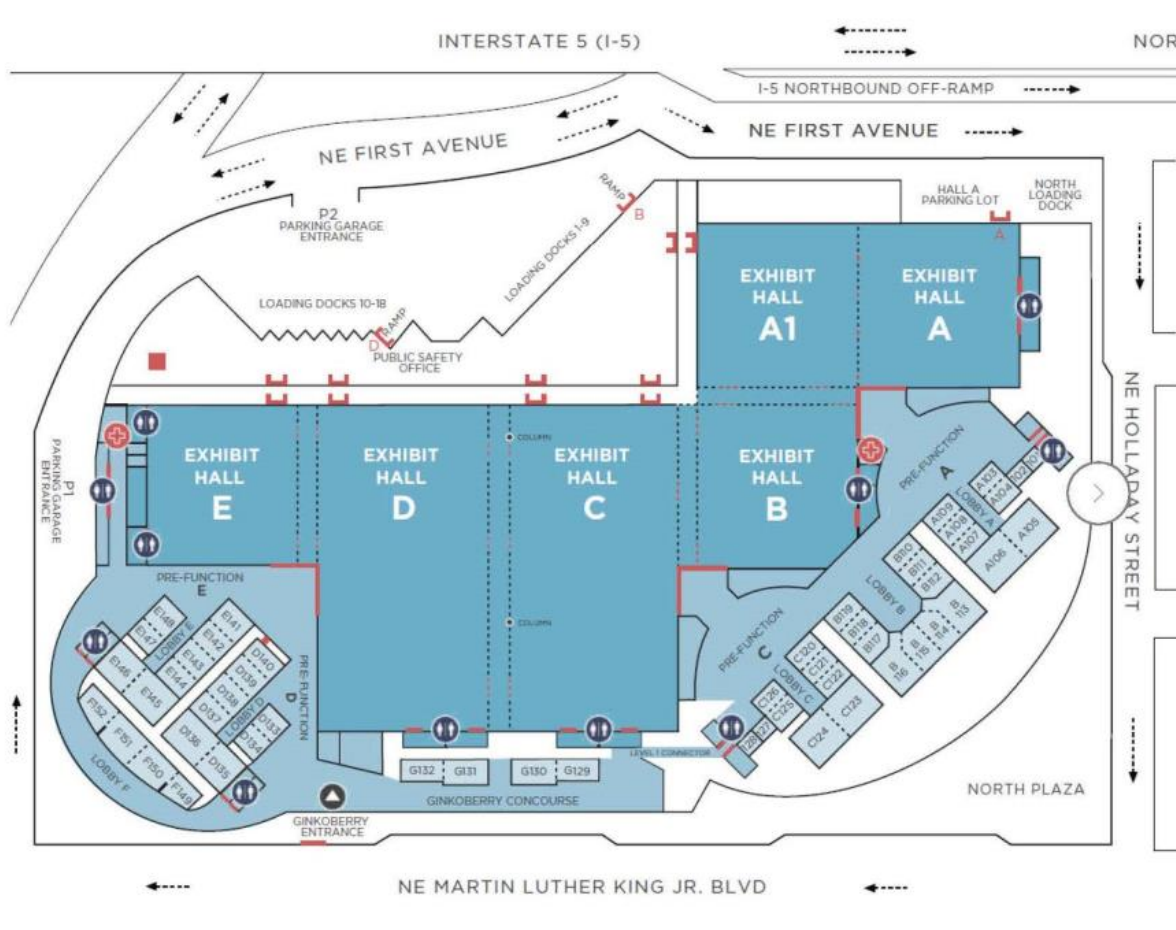 INTERSTATE 5 (I-5)
NOR
I-5 NORTHBOUND OFF-RAMP
NE FIRST AVENUE
NE FIRST AVENUE
P2
PARKING GARAGE
ENTRANCE
RAMP
B
HALL A
PARKING LOT
NORTH
LOADING
DOCK
A
LOADING DOCKS 1-9
LOADING DOCKS 10-18
RAMP
D
PUBLIC SAFETY
OFFICE
EXHIBIT
HALL
A1
EXHIBIT
HALL
A
P1
PARKING GARAGE
ENTRANCE
EXHIBIT
HALL
E
EXHIBIT
HALL
D
COLUMN
EXHIBIT
HALL
C
EXHIBIT
HALL
B
COLUMN
PRE-FUNCTION
A
NE HOLLADAY STREET
A103
A104
102
LOBBY A
A109
A108
A107
A105
A106
B110
B111
B112
LOBBY B
B
113
B
114
B
115
B
116
B119
B118
B117
PRE-FUNCTION
C
C120
C121
C122
LOBBY C
C126
C125
C123
C124
PRE-FUNCTION
E
E148
E147
LOBBY E
E141
E142
E143
E144
E146
E145
D140
D139
D138
D137
LOBBY D
D133
D134
D136
D135
PRE-FUNCTION
D
F152
F151
F150
F149
LOBBY F
LEVEL 1 CONNECTOR
G132
G131
G130
G129
GINKOBERRY CONCOURSE
GINKOBERRY
ENTRANCE
NORTH PLAZA
NE MARTIN LUTHER KING JR. BLVD